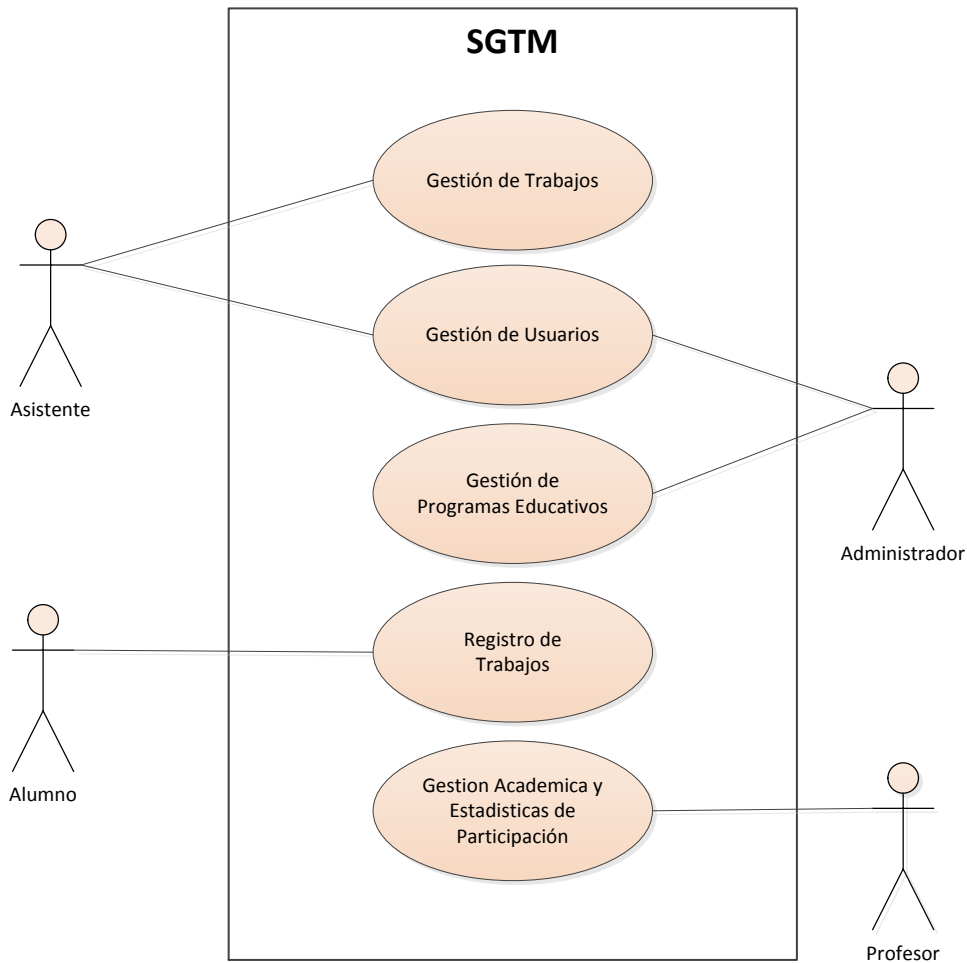 SGTM
Gestión de Trabajos
Gestión de Usuarios
Asistente
Gestión de
Programas Educativos
Administrador
Registro de
Trabajos
Alumno
Gestion Academica y
Estadisticas de
Participación
Profesor